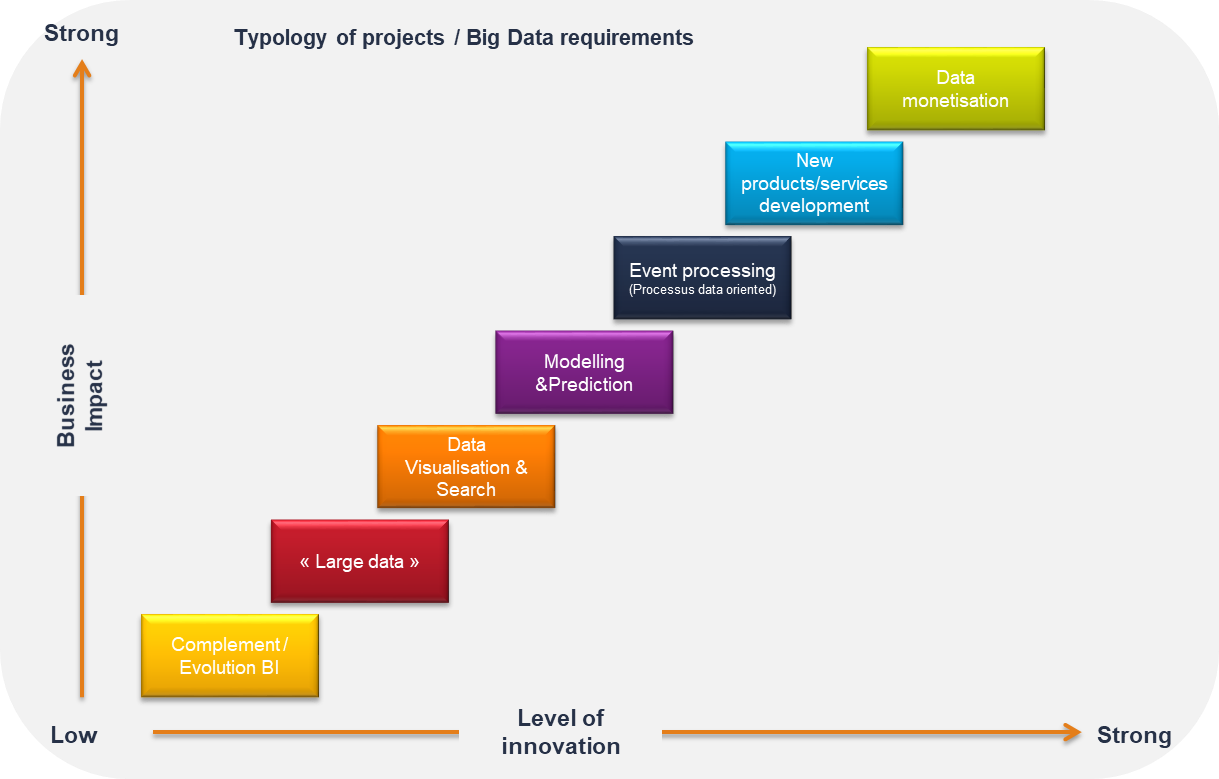 Strong
Typology of projects / Big Data requirements
Data
monetisation
New
products/services
development
Event processing
(Processus data oriented)
Modelling
&Prediction
Business
Impact
Data
Visualisation &
Search
« Large data »
Complement /
Evolution BI
Low
Level of
innovation
Strong